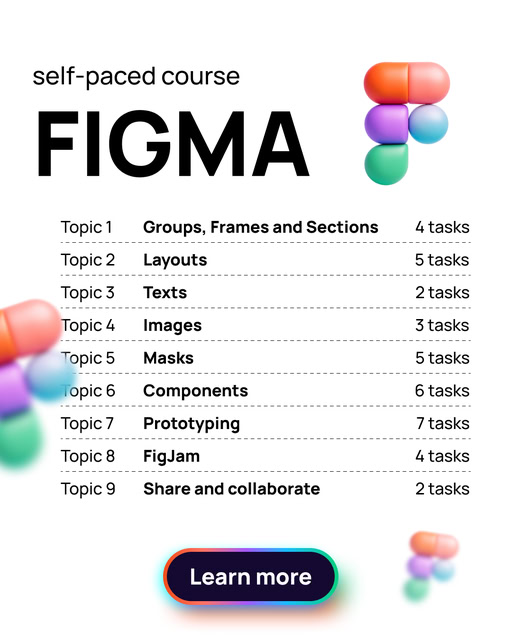 self-paced course
FIGMA
Topic 1 Groups, Frames and Sections 4 tasks
Topic 2 Layouts 5 tasks
Topic 3 Texts 2 tasks
Topic 4 Images 3 tasks
Topic 5 Masks 5 tasks
Topic 6 Components 6 tasks
Topic 7 Prototyping 7 tasks
Topic 8 FigJam 4 tasks
Topic 9 Share and collaborate 2 tasks
Learn more